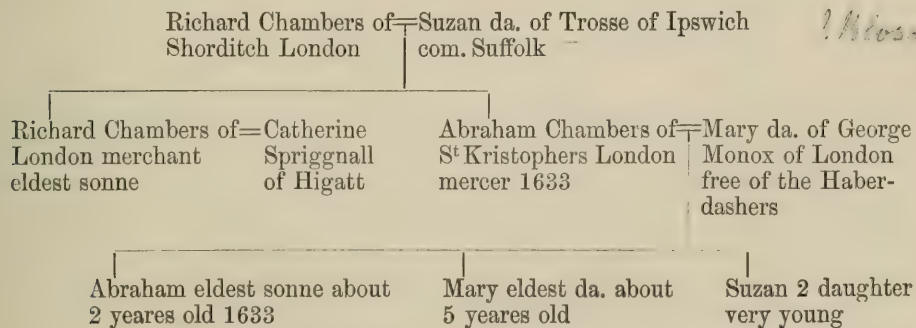 Richard Chambers of=Suzan da. of Trosse of Ipswich
Shorditch London com. Suffolk
Richard Chambers of=Catherine
London merchant Spriggnall
eldest sonne of Higatt
Abraham Chambers of=Mary da. of George
St Kristophers London Monox of London
mercer 1633 free of the Haber-
dashers
Abraham eldest sonne about
2 yeares old 1633
Mary eldest da. about
5 yeares old
Suzan 2 daughter
very young